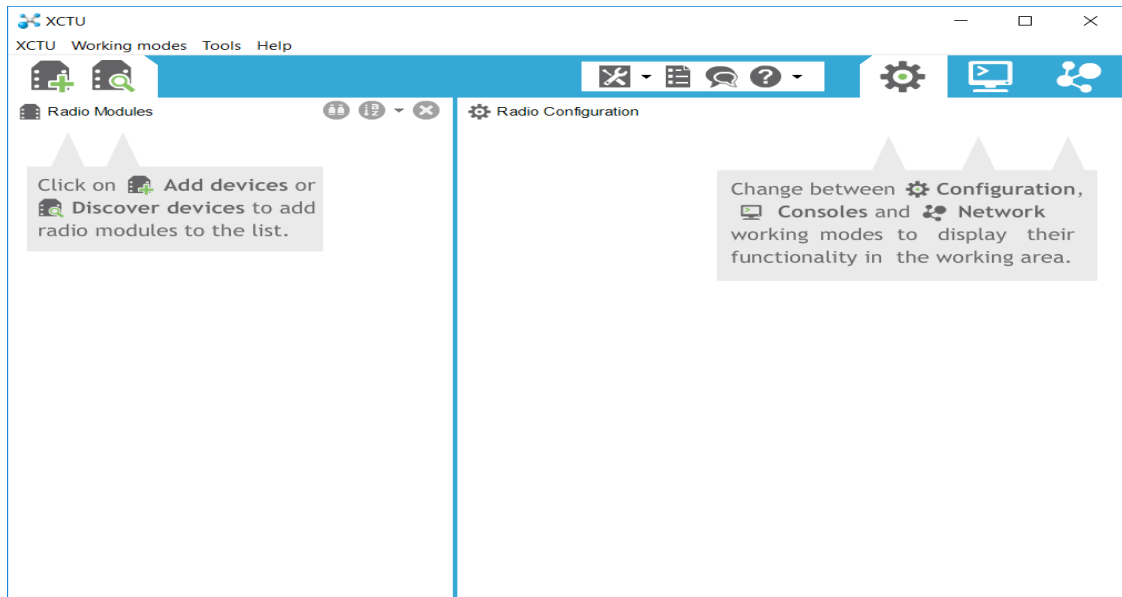 XCTU
XCTU Working modes Tools Help
Radio Modules
Radio Configuration
Click on Add devices or
Discover devices to add
radio modules to the list.
Change between Configuration,
Consoles and Network
working modes to display their
functionality in the working area.